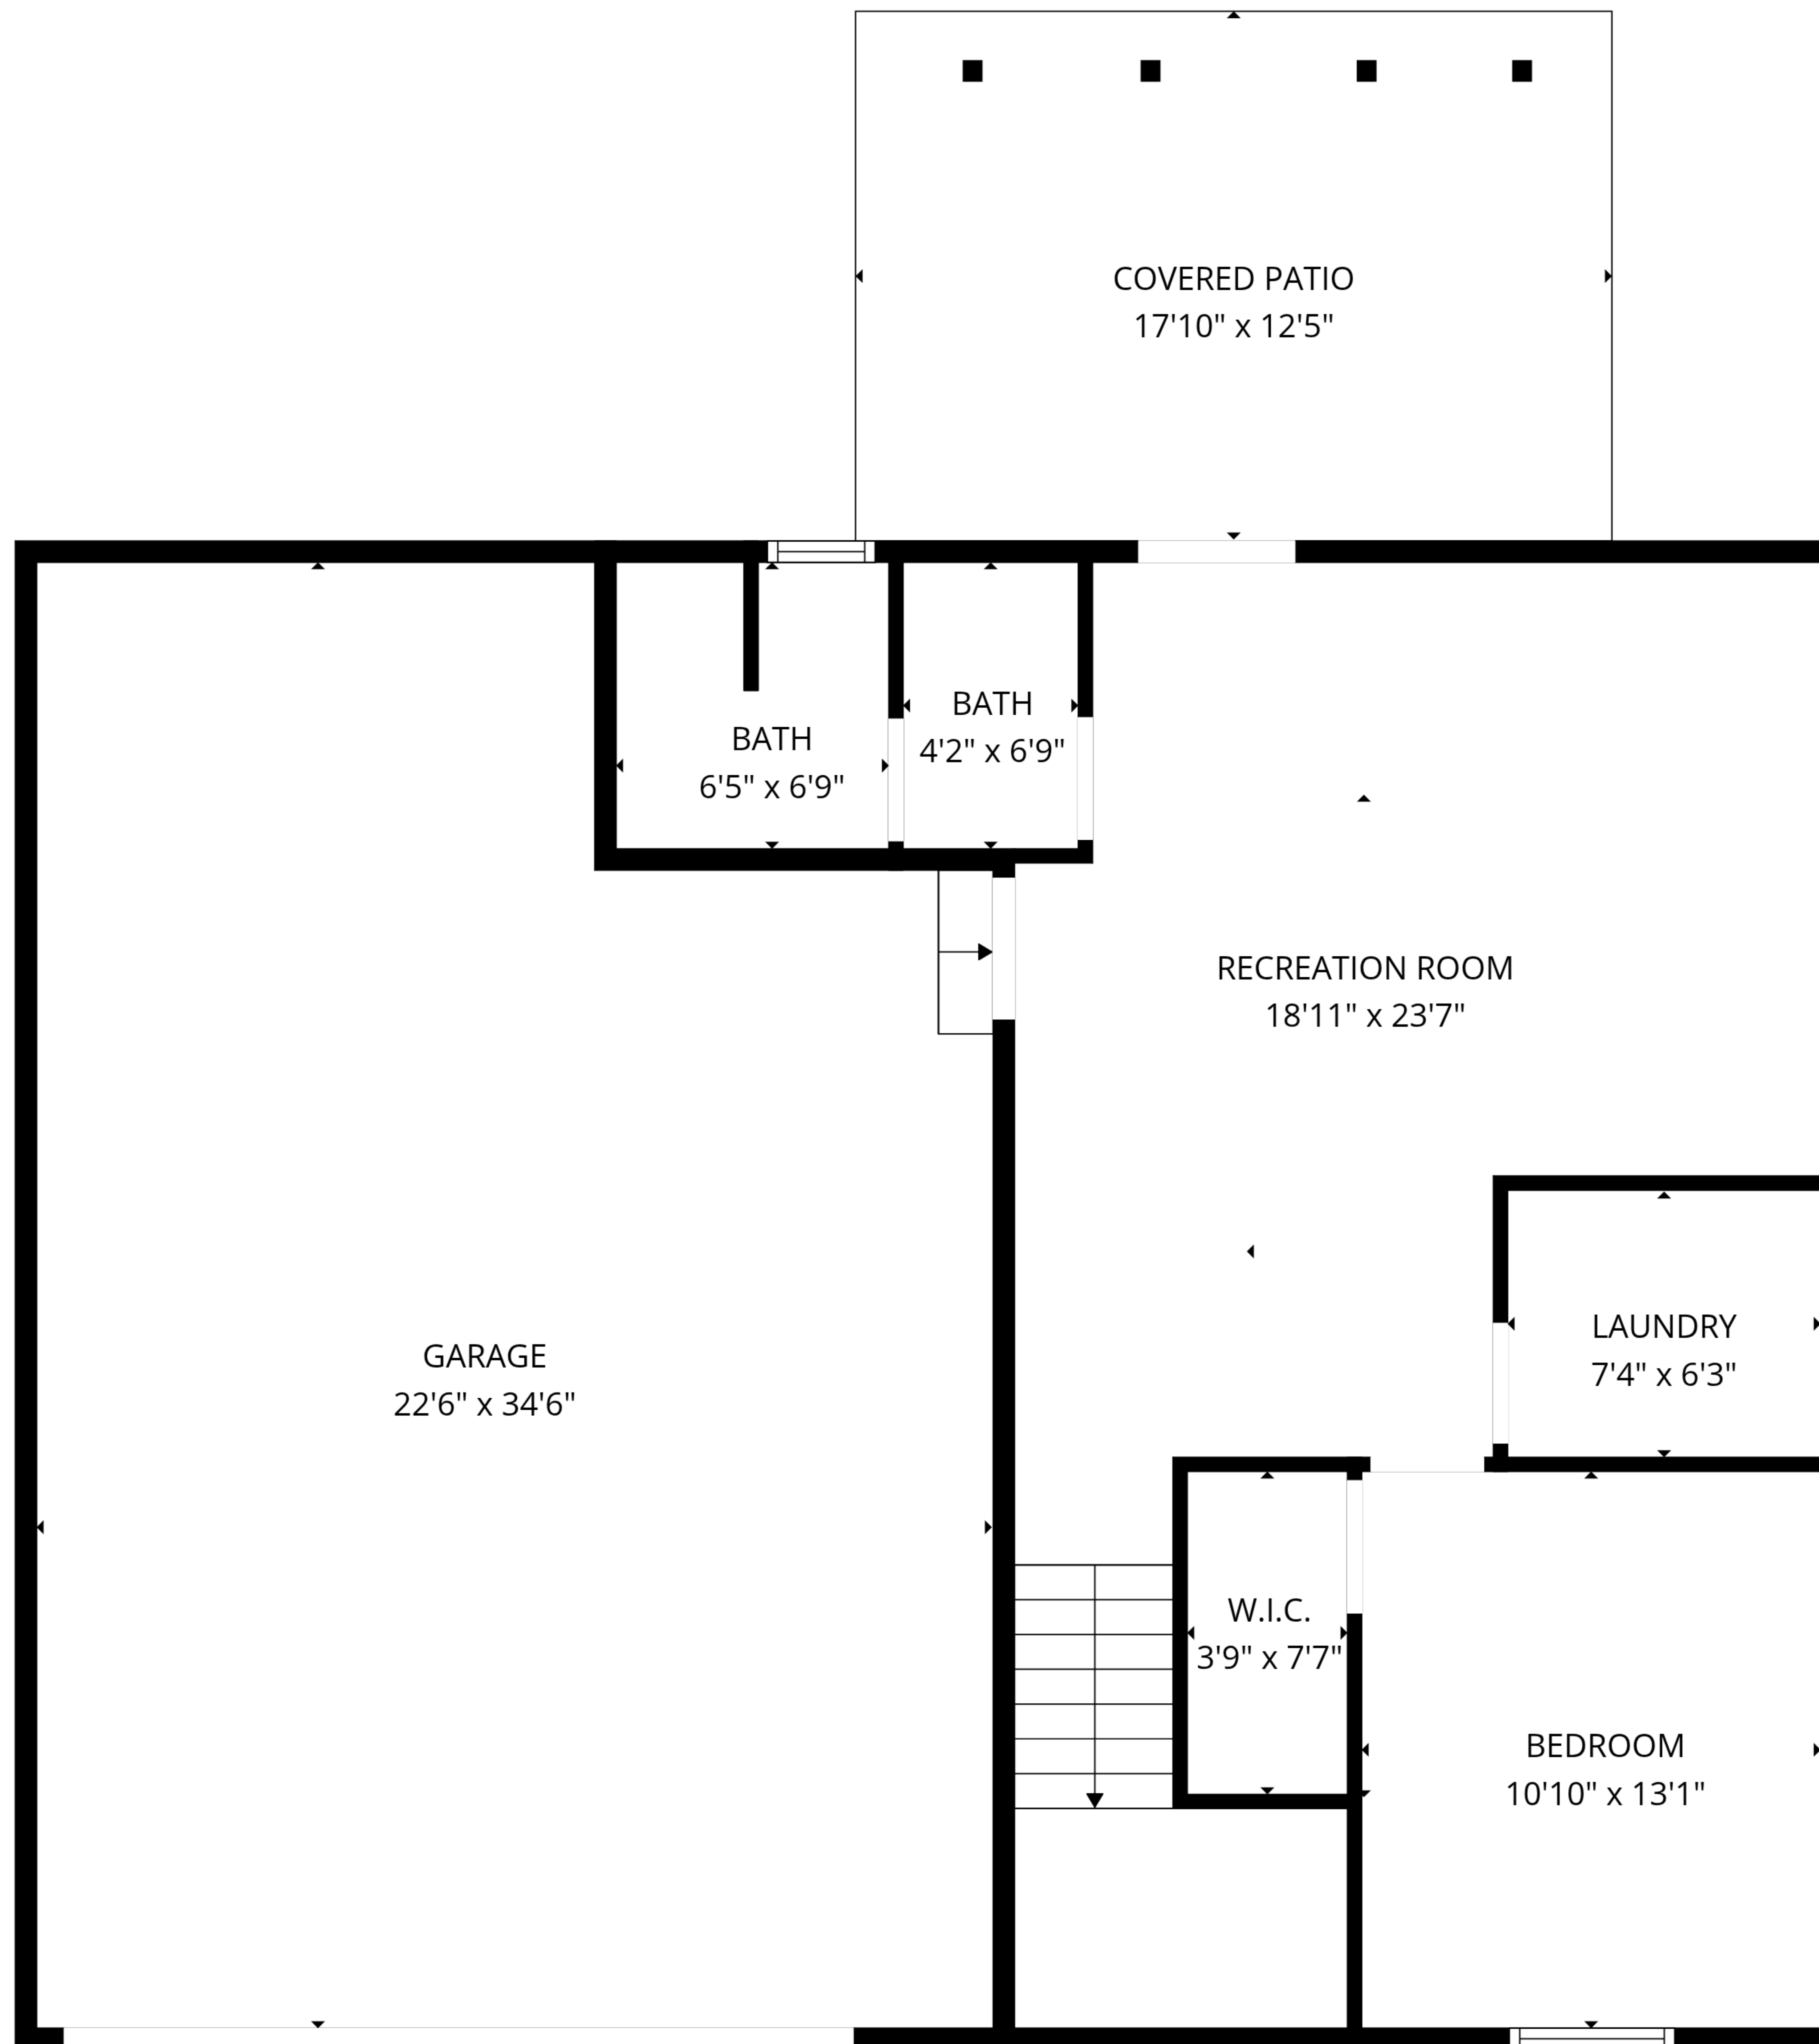 COVERED PATIO
17'10" x 12'5"
BATH
4'2" x 6'9"
BATH
6'5" x 6'9"
RECREATION ROOM
18'11" x 23'7"
LAUNDRY
7'4" x 6'3"
GARAGE
22'6" x 34'6"
W.I.C.
3'9" x 7'7"
BEDROOM
10'10" x 13'1"